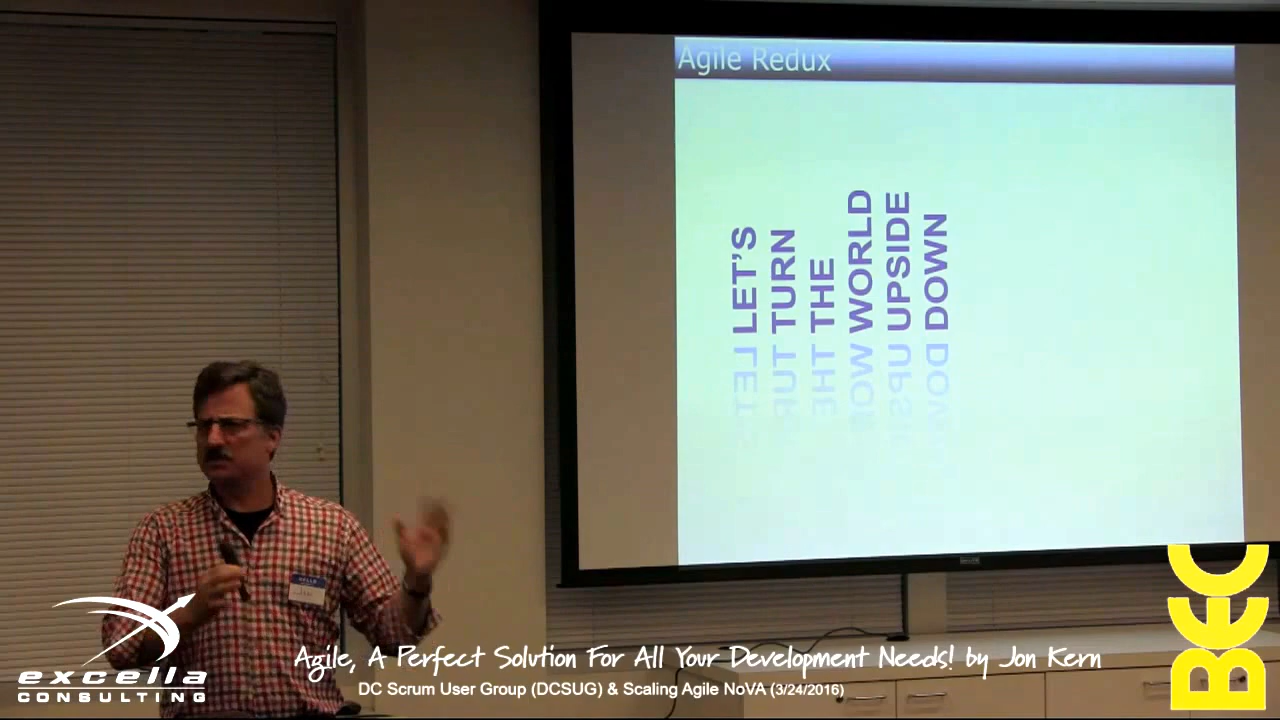 Agile Redux
LET'S
TURN
THE
WORLD
UPSIDE
DOWN
HELLO
excella
CONSULTING
Agile, A Perfect Solution For All Your Development Needs! by Jon Kern
DC Scrum User Group (DCSUG) & Scaling Agile NoVA (3/24/2016)
BEC